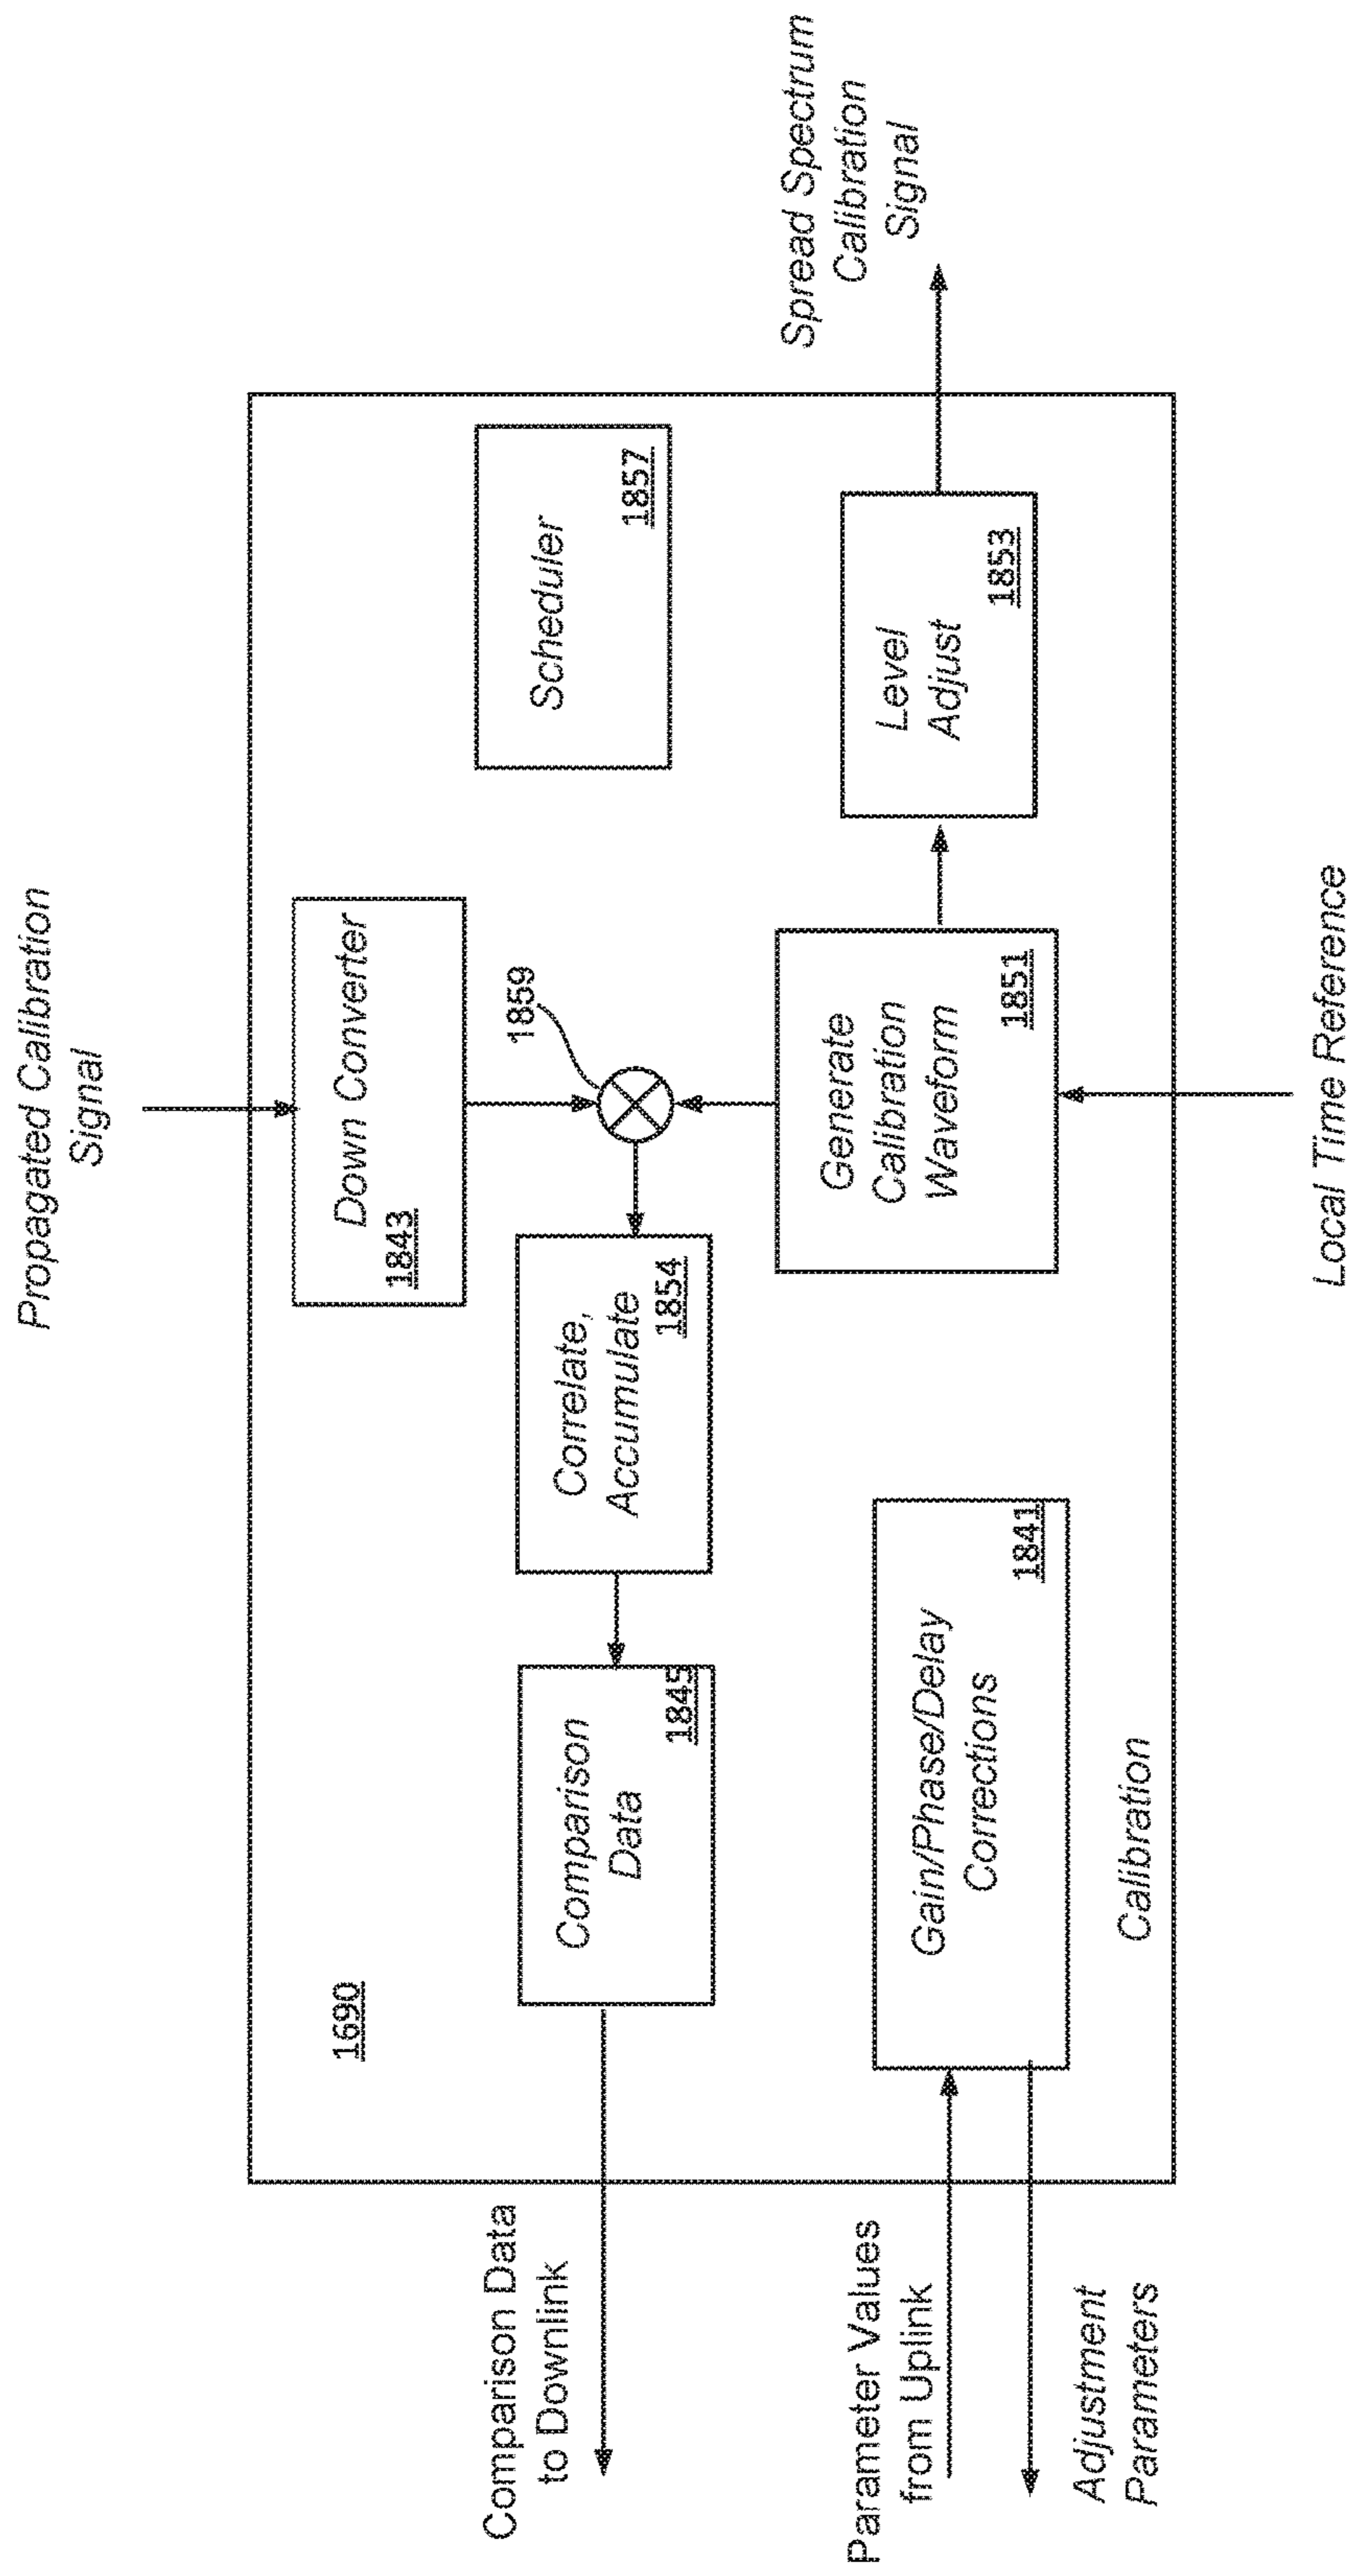 Propagated Calibration
Signal
1690
Down Converter
1843
Comparison Data
to Downlink
Comparison
Data
1845
Correlate,
Accumulate
1854
1859
Scheduler
1857
Parameter Values
from Uplink
Adjustment
Parameters
Gain/Phase/Delay
Corrections
1841
Generate
Calibration
Waveform
1851
Level
Adjust
1853
Spread Spectrum
Calibration
Signal
Calibration
Local Time Reference